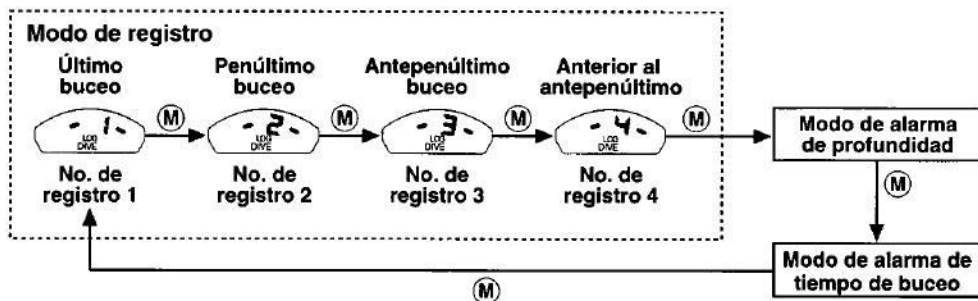 Modo de registro
Último
buceo
Penúltimo
buceo
Antepenúltimo
buceo
Anterior al
antepenúltimo
- 1 -
LOG
DIVE
M
- 2 -
LOG
DIVE
M
- 3 -
LOG
DIVE
M
- 4 -
LOG
DIVE
M
No. de
registro 1
No. de
registro 2
No. de
registro 3
No. de
registro 4
Modo de alarma
de profundidad
M
Modo de alarma de
tiempo de buceo
M